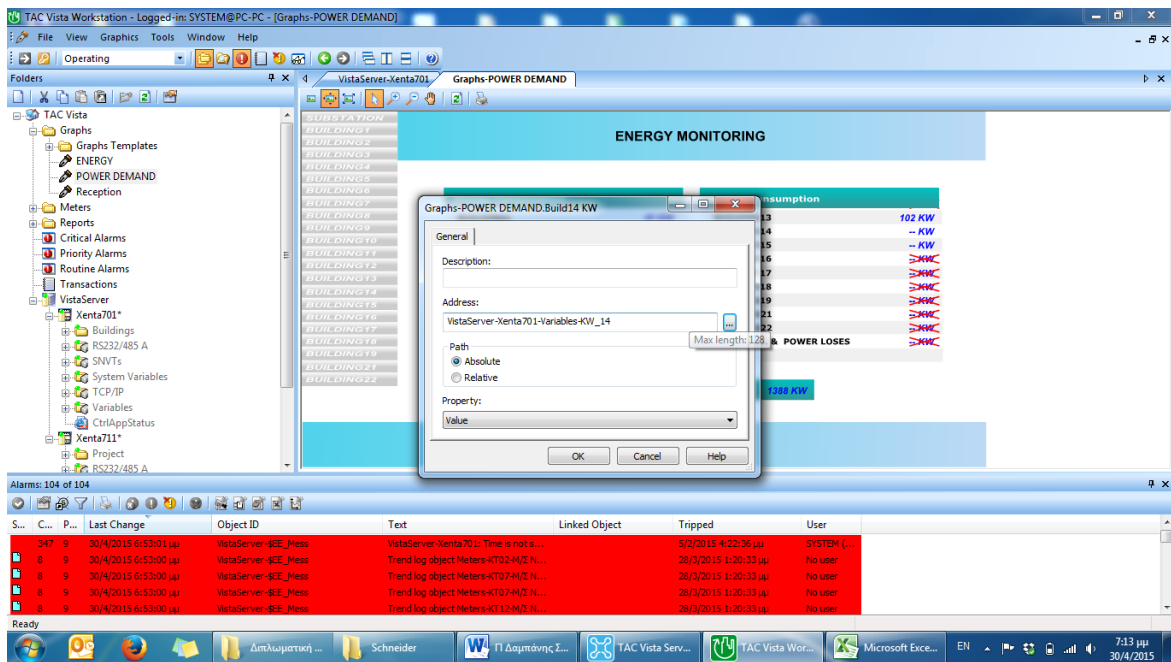 TAC Vista Workstation - Logged-in: SYSTEM@PC-PC - [Graphs-POWER DEMAND]
File View Graphics Tools Window Help
Operating
Folders
VistaServer-Xenta701 Graphs-POWER DEMAND
TAC Vista
Graphs
Graphs Templates
ENERGY
POWER DEMAND
Reception
Meters
Reports
Critical Alarms
Priority Alarms
Routine Alarms
Transactions
VistaServer
Xenta701*
Buildings
RS232/485 A
SNVTs
System Variables
TCP/IP
Variables
CtrlAppStatus
Xenta711*
Project
RS232/485 A
SUBSTATION
BUILDING1
BUILDING2
BUILDING3
BUILDING4
BUILDING5
BUILDING6
BUILDING7
BUILDING8
BUILDING9
BUILDING10
BUILDING11
BUILDING12
BUILDING13
BUILDING14
BUILDING15
BUILDING16
BUILDING17
BUILDING18
BUILDING19
BUILDING21
BUILDING22
ENERGY MONITORING
nsumption
13 102 KW
14 -- KW
15 -- KW
16 -- KW
17 -- KW
18 -- KW
19 -- KW
21 -- KW
22 -- KW
& POWER LOSES -- KW
1388 KW
Graphs-POWER DEMAND.Build14 KW
General
Description:
Address:
VistaServer-Xenta701-Variables-KW_14
...
Max length: 128
Path
Absolute
Relative
Property:
Value
OK Cancel Help
Alarms: 104 of 104
S... C... P... Last Change Object ID Text Linked Object Tripped User
347 9 30/4/2015 6:53:01 μμ VistaServer-$EE_Mess VistaServer-Xenta701: Time is not s... 5/2/2015 4:22:36 μμ SYSTEM (...
8 9 30/4/2015 6:53:00 μμ VistaServer-$EE_Mess Trend log object Meters-KT02-M/Σ N... 28/3/2015 1:20:33 μμ No user
8 9 30/4/2015 6:53:00 μμ VistaServer-$EE_Mess Trend log object Meters-KT07-M/Σ N... 28/3/2015 1:20:33 μμ No user
8 9 30/4/2015 6:53:00 μμ VistaServer-$EE_Mess Trend log object Meters-KT07-M/Σ N... 28/3/2015 1:20:33 μμ No user
8 9 30/4/2015 6:53:00 μμ VistaServer-$EE_Mess Trend log object Meters-KT12-M/Σ N... 28/3/2015 1:20:33 μμ No user
Ready
Διπλωματική ... Schneider Π Δαμπάνης Σ... TAC Vista Serv... TAC Vista Wor... Microsoft Exce... EN 7:13 μμ
30/4/2015